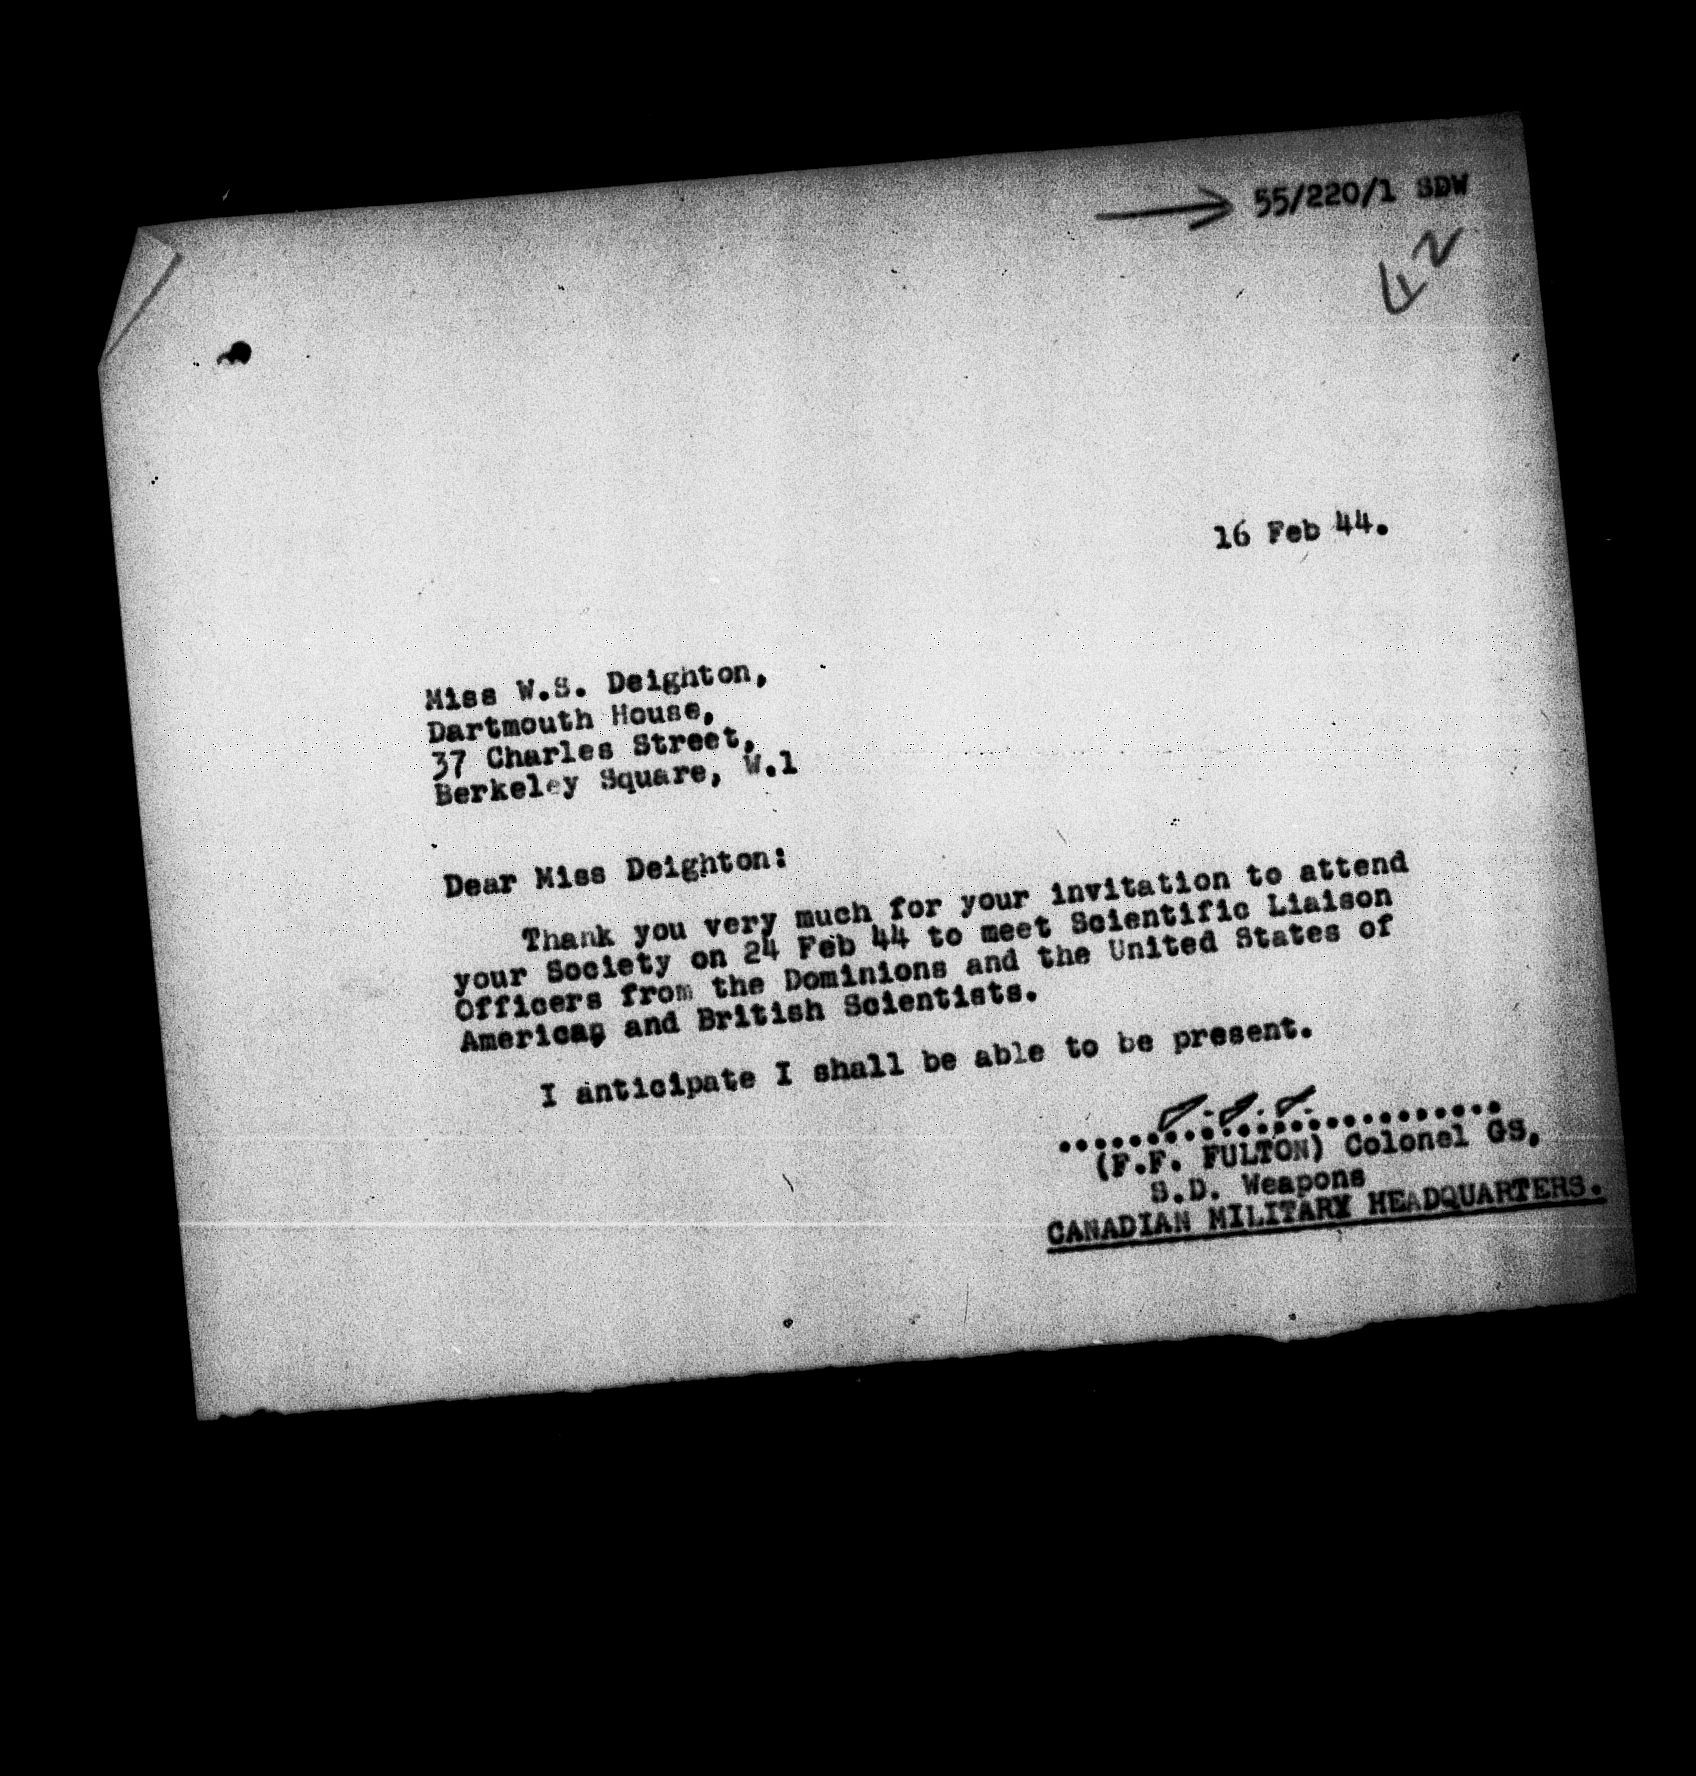 55/220/1 SDW
42
16 Feb 44.
Miss W.S. Deighton,
Dartmouth House,
37 Charles Street,
Berkeley Square, W.1
Dear Miss Deighton:
Thank you very much for your invitation to attend
your Society on 24 Feb 44 to meet Scientific Liaison
Officers from the Dominions and the United States of
America, and British Scientists.
I anticipate I shall be able to be present.
(F.F. FULTON) Colonel GS,
S.D. Weapons
CANADIAN MILITARY HEADQUARTERS.